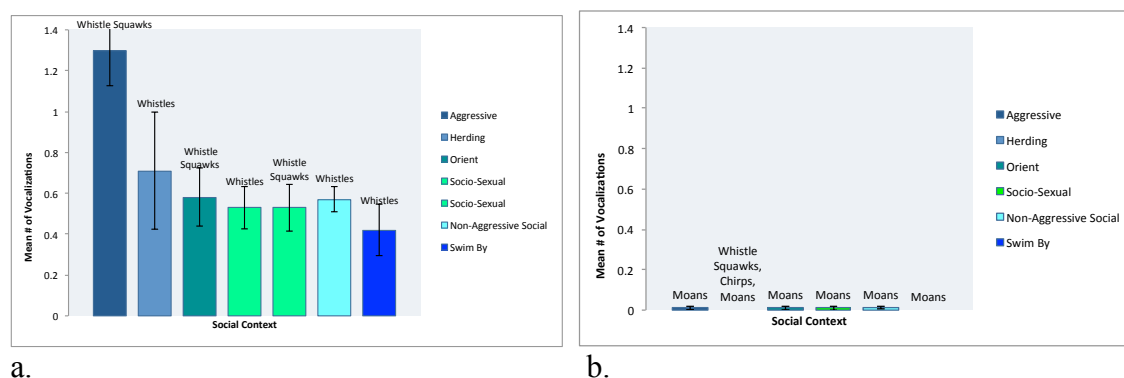 Whistle Squawks
1.4
1.2
1
0.8
0.6
0.4
0.2
0
Mean # of Vocalizations
Whistles
Whistle
Squawks
Whistles
Whistle
Squawks
Whistles
Whistles
Social Context
Aggressive
Herding
Orient
Socio-Sexual
Socio-Sexual
Non-Aggressive Social
Swim By
a.
1.4
1.2
1
0.8
0.6
0.4
0.2
0
Mean # of Vocalizations
Moans
Whistle
Squawks,
Chirps,
Moans
Moans
Moans
Moans
Moans
Social Context
Aggressive
Herding
Orient
Socio-Sexual
Non-Aggressive Social
Swim By
b.